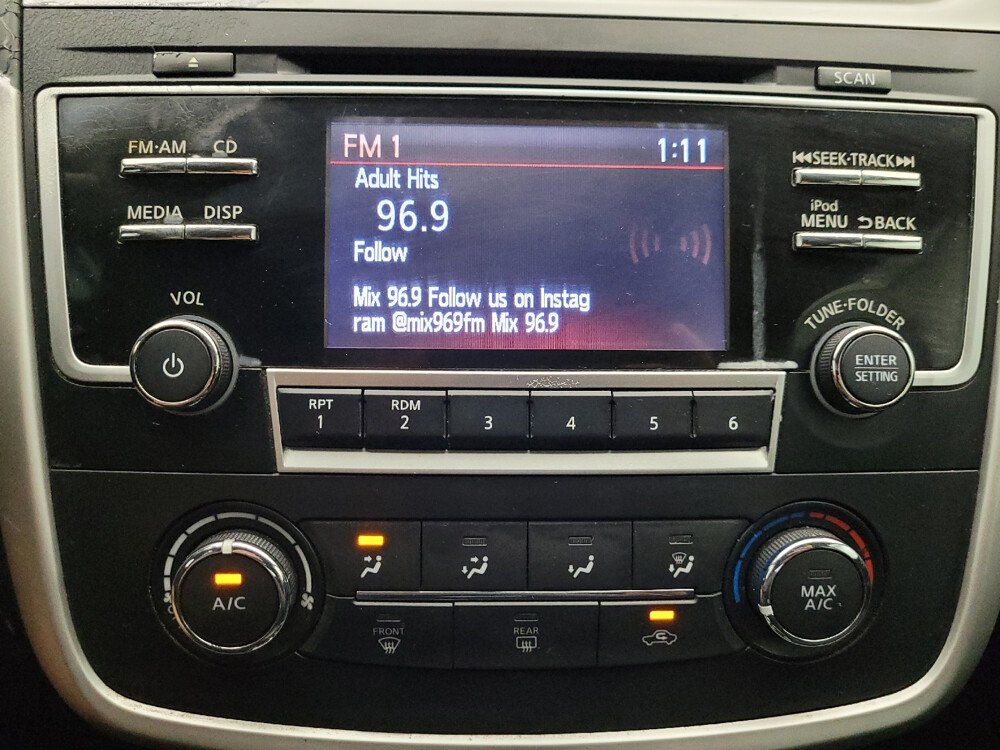 SCAN
FM·AM CD
MEDIA DISP
VOL
FM 1 1:11
Adult Hits
96.9
Follow
Mix 96.9 Follow us on Instag
ram @mix969fm Mix 96.9
SEEK·TRACK
iPod
MENU BACK
TUNE·FOLDER
ENTER
SETTING
RPT
1
RDM
2
3
4
5
6
A/C
MAX
A/C
FRONT
REAR